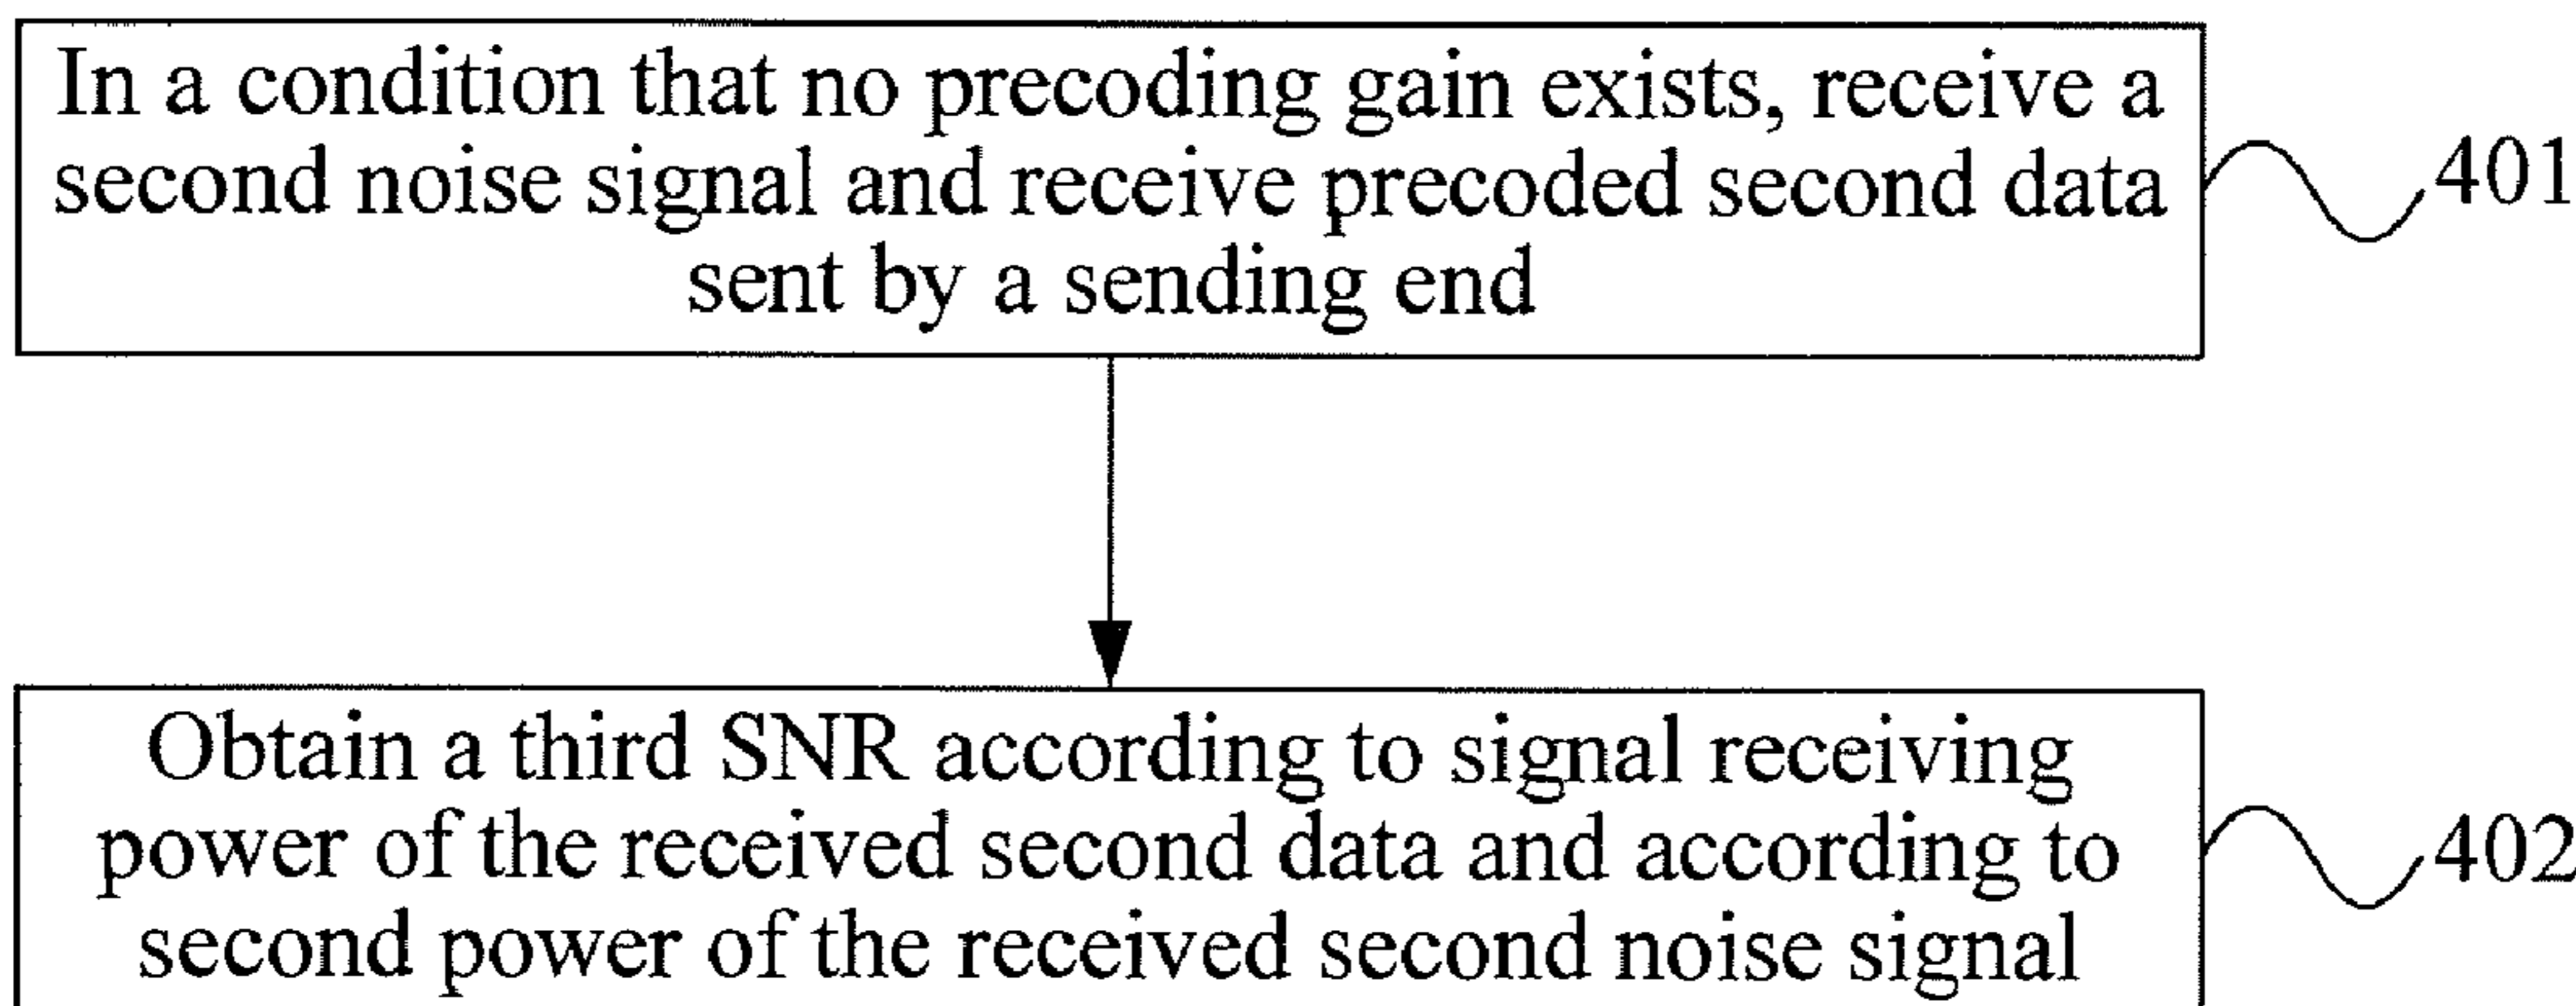 In a condition that no precoding gain exists, receive a
second noise signal and receive precoded second data
sent by a sending end
401
Obtain a third SNR according to signal receiving
power of the received second data and according to
second power of the received second noise signal
402